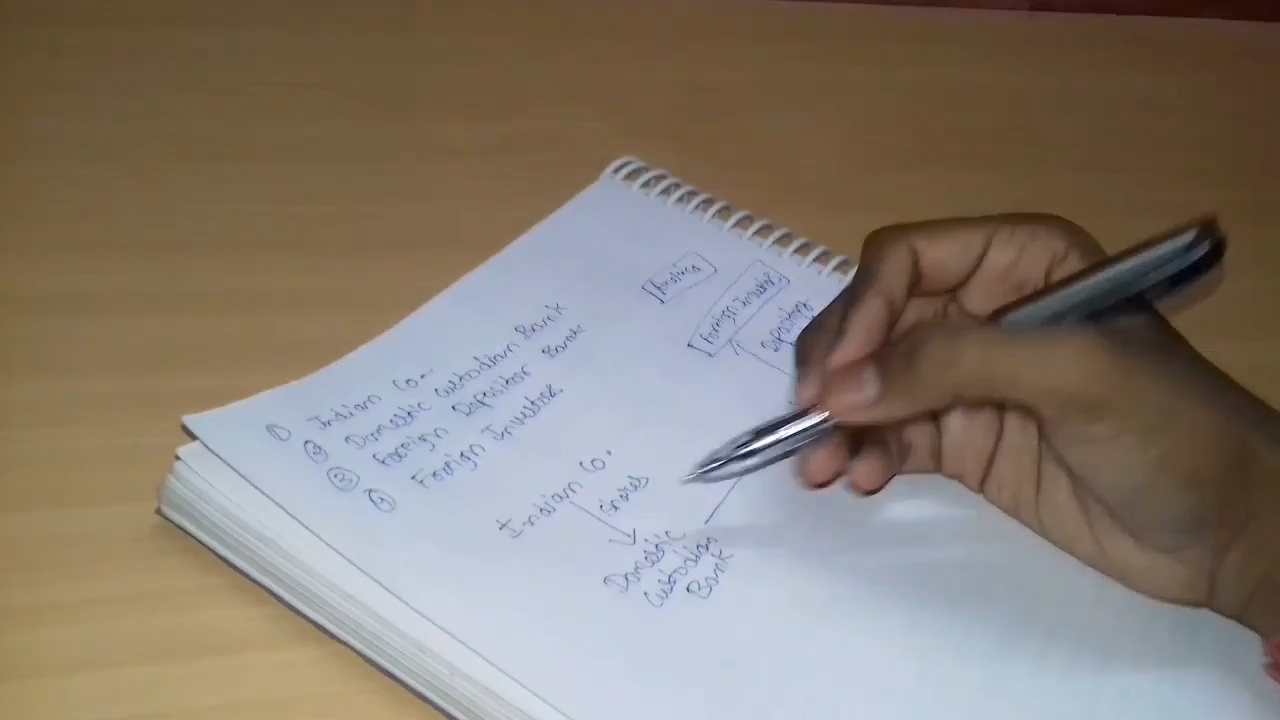 ① Indian Co..
② Domestic Custodian Bank
③ Foreign Depositor Bank
④ Foreign Investors
America
Foreign Investor
Indian Co.
Shares
Domestic
Custodian
Bank